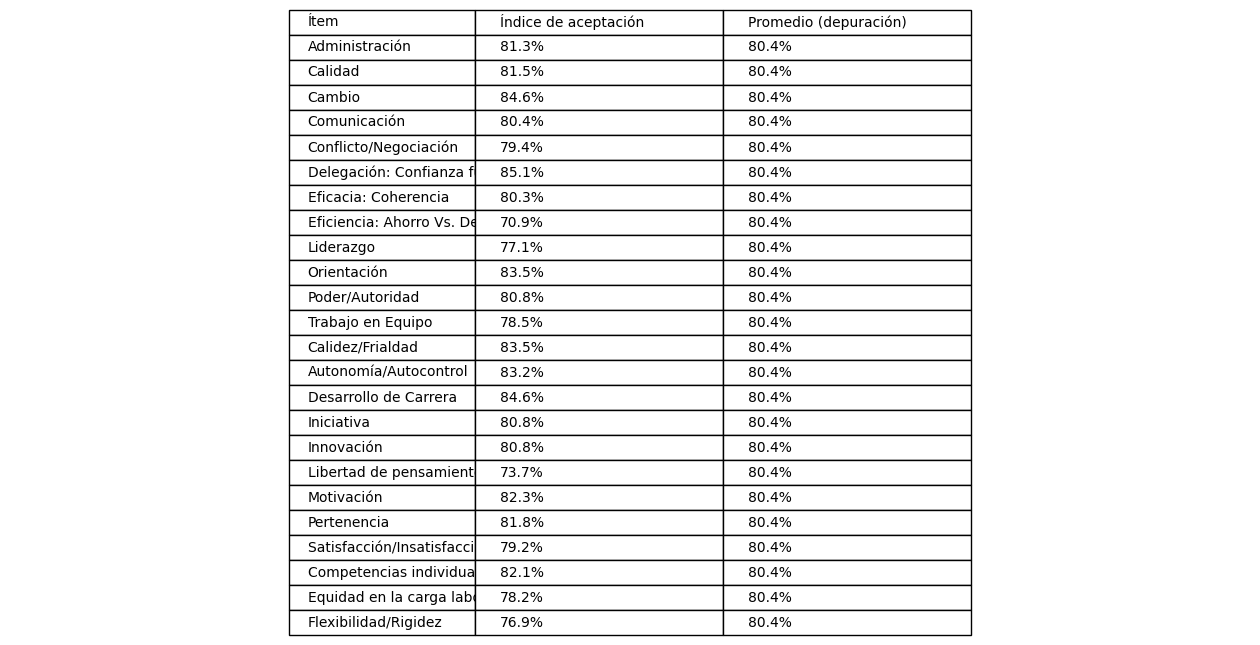 Ítem Índice de aceptación Promedio (depuración)
Administración 81.3% 80.4%
Calidad 81.5% 80.4%
Cambio 84.6% 80.4%
Comunicación 80.4% 80.4%
Conflicto/Negociación 79.4% 80.4%
Delegación: Confianza 85.1% 80.4%
Eficacia: Coherencia 80.3% 80.4%
Eficiencia: Ahorro Vs. 70.9% 80.4%
Liderazgo 77.1% 80.4%
Orientación 83.5% 80.4%
Poder/Autoridad 80.8% 80.4%
Trabajo en Equipo 78.5% 80.4%
Calidez/Frialdad 83.5% 80.4%
Autonomía/Autocontrol 83.2% 80.4%
Desarrollo de Carrera 84.6% 80.4%
Iniciativa 80.8% 80.4%
Innovación 80.8% 80.4%
Libertad de pensamient 73.7% 80.4%
Motivación 82.3% 80.4%
Pertenencia 81.8% 80.4%
Satisfacción/Insatisfacci 79.2% 80.4%
Competencias individua 82.1% 80.4%
Equidad en la carga lab 78.2% 80.4%
Flexibilidad/Rigidez 76.9% 80.4%